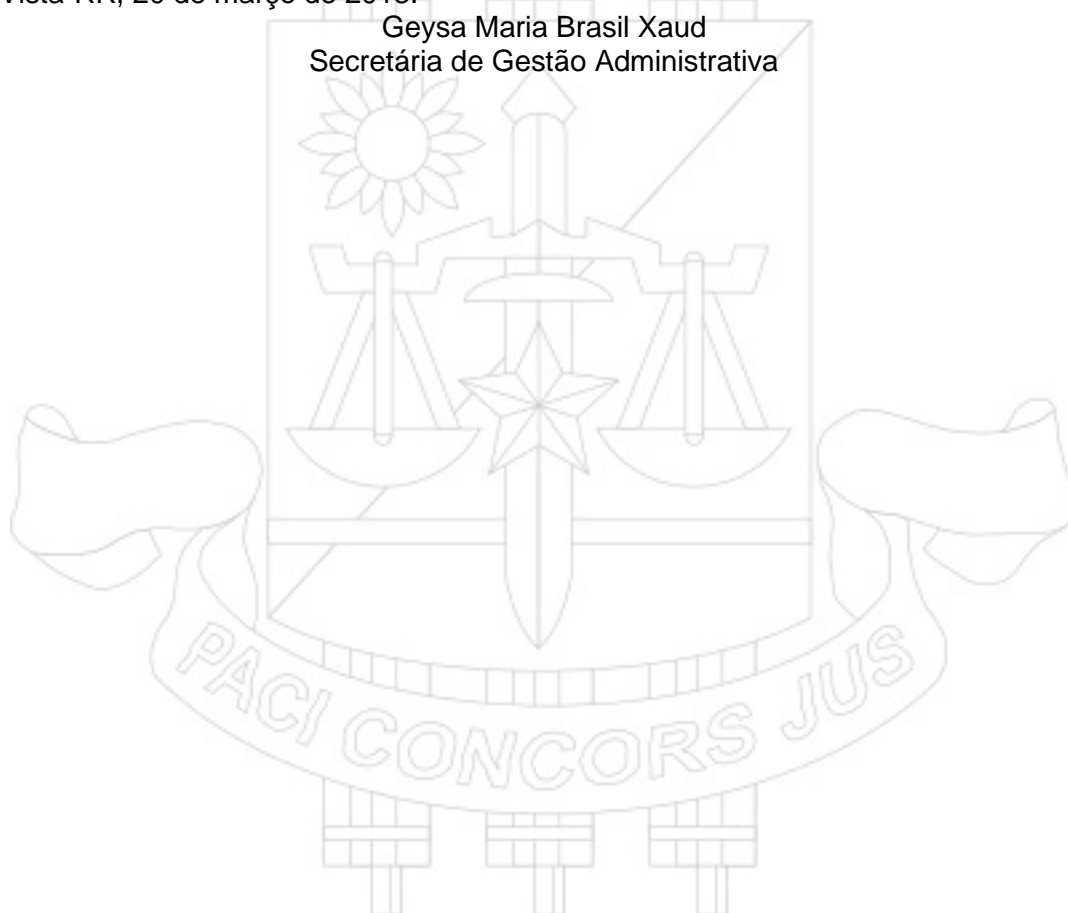 Geysa Maria Brasil Xaud
Secretária de Gestão Administrativa
PACI CONCORS JUS